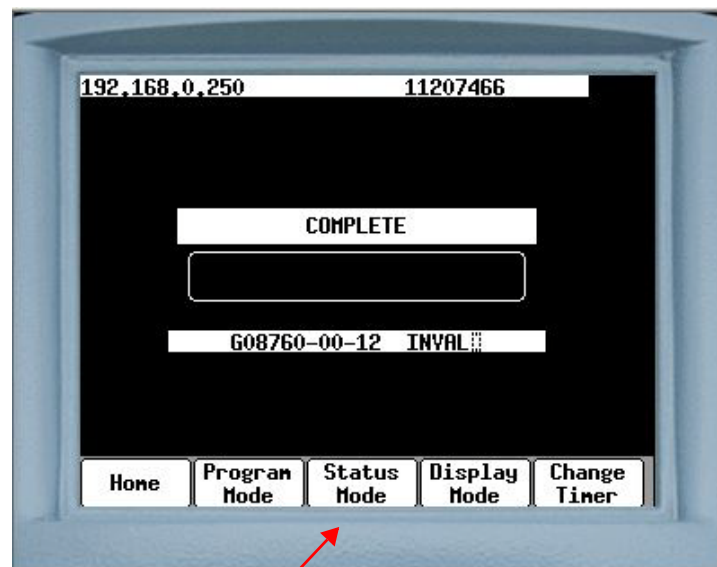 192.168.0.250 11207466
COMPLETE
G08760-00-12 INVAL
Home Program Mode Status Mode Display Mode Change Timer